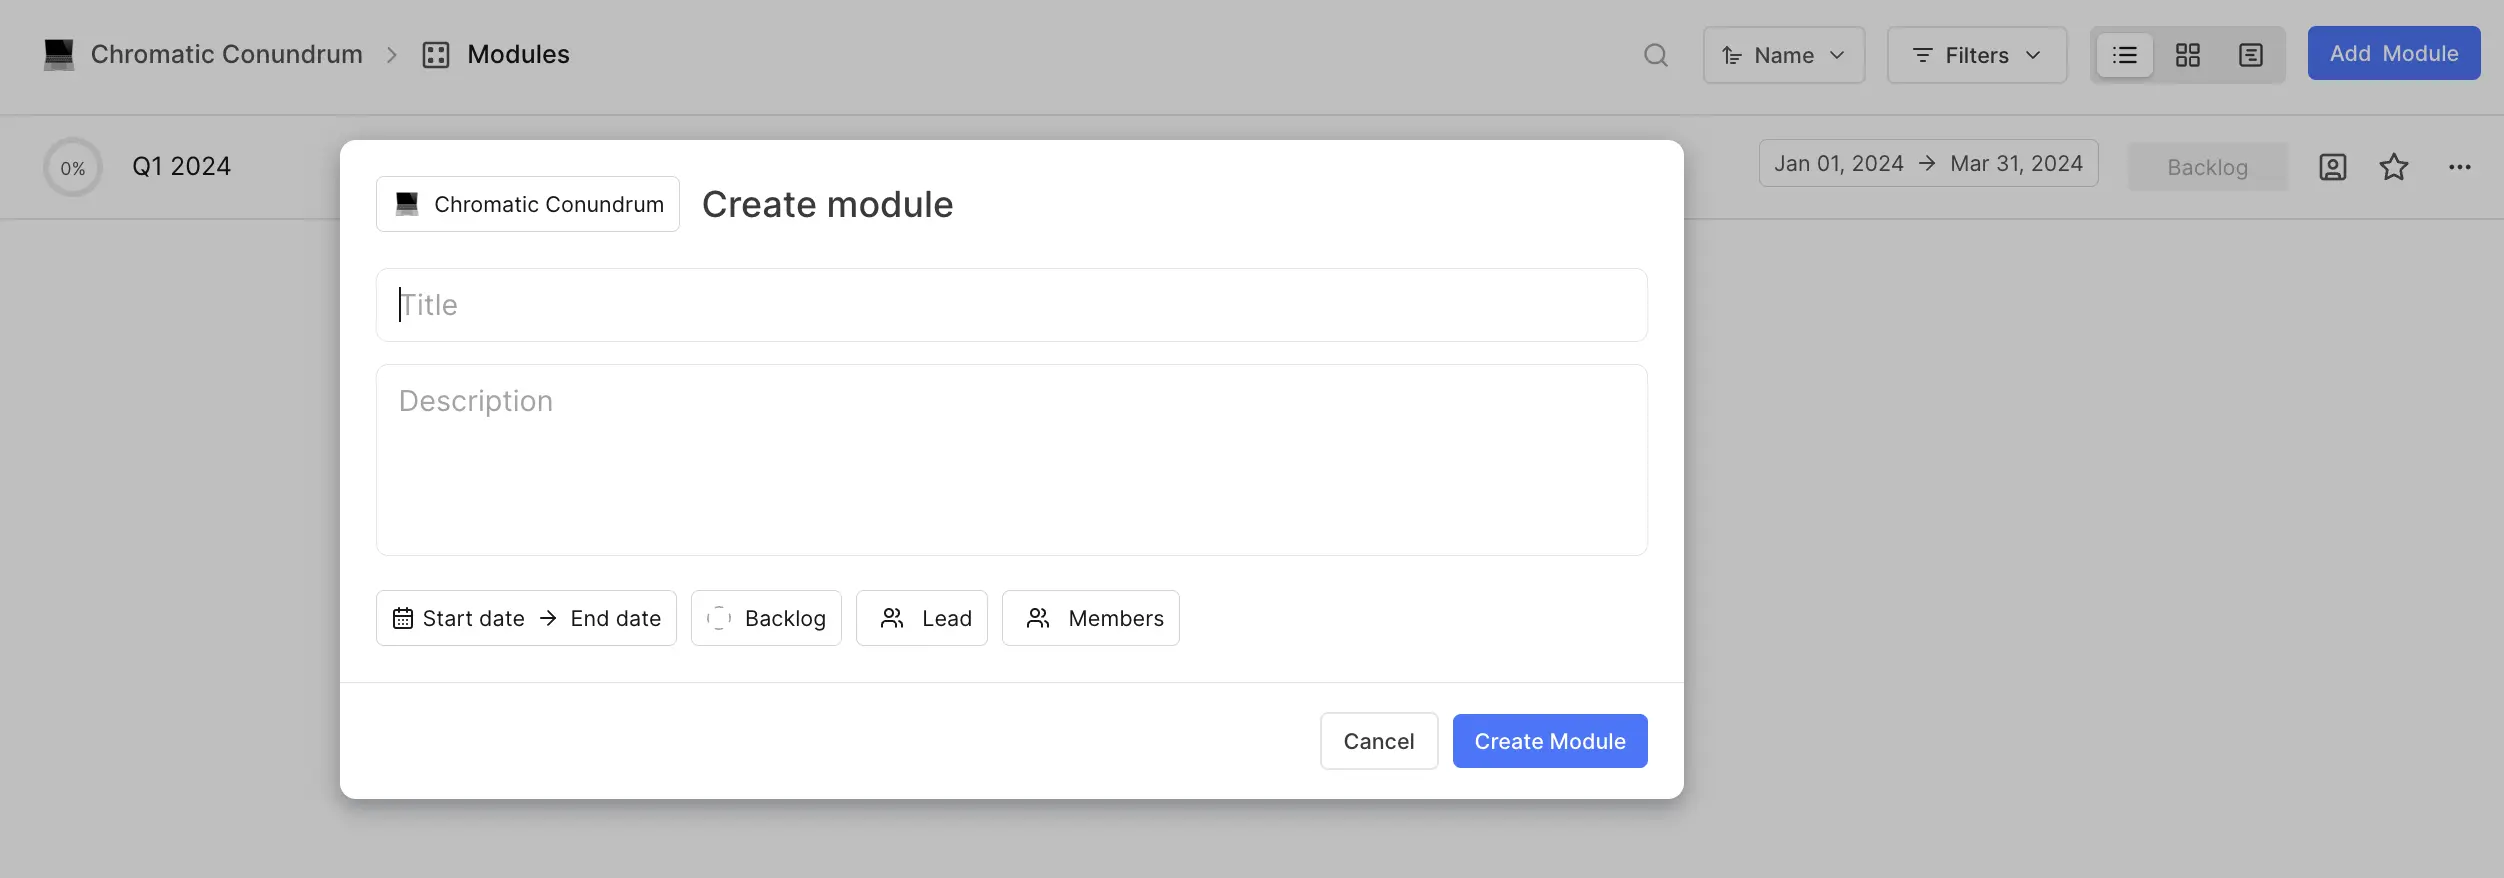 Chromatic Conundrum > Modules
Name
Filters
Add Module
0%
Q1 2024
Jan 01, 2024 → Mar 31, 2024
Backlog
Chromatic Conundrum
Create module
Title
Description
Start date → End date
Backlog
Lead
Members
Cancel
Create Module